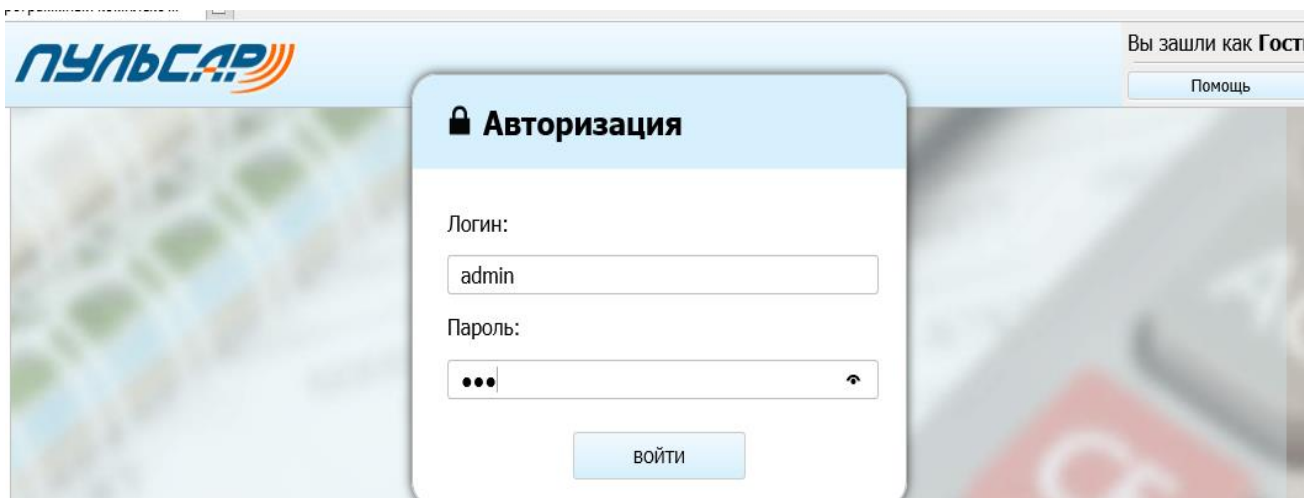 ПУЛЬСАР
Вы зашли как
Помощь
Авторизация
Логин:
admin
Пароль:
•••
ВОЙТИ